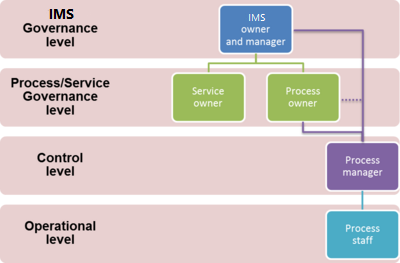 IMS
Governance
level
IMS
owner
and manager
Process/Service
Governance
level
Service
owner
Process
owner
Control
level
Process
manager
Operational
level
Process
staff